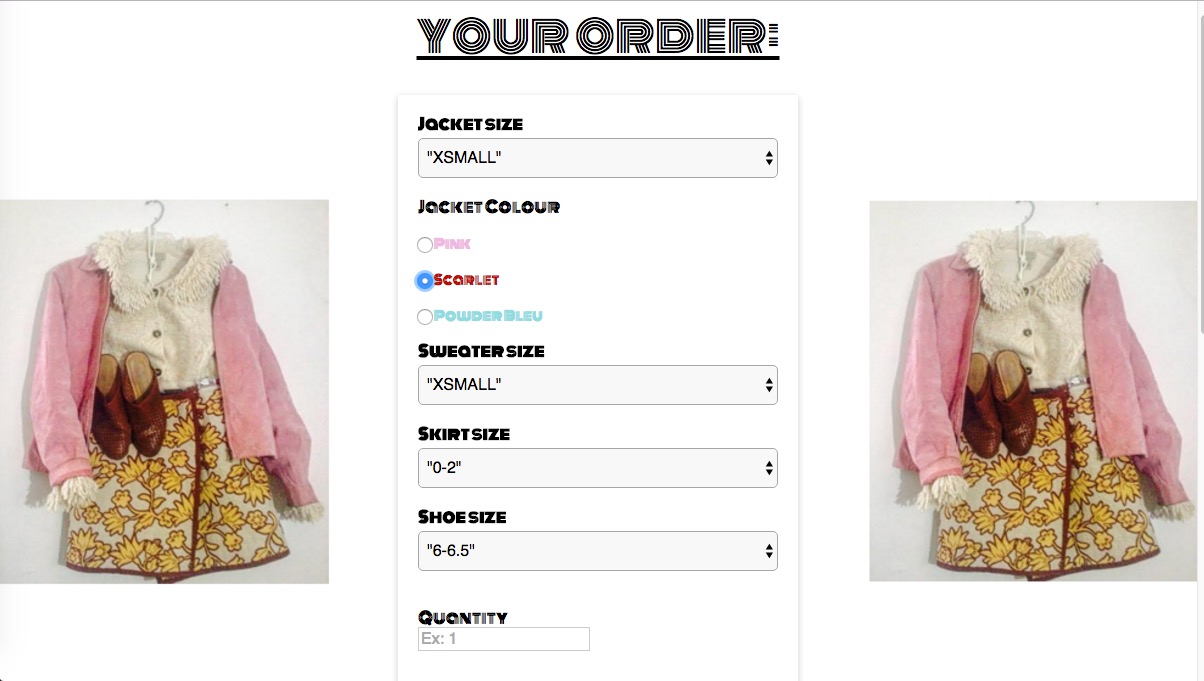 YOUR ORDER:
Jacket size
"XSMALL"
Jacket Colour
Pink
Scarlet
Powder Bleu
Sweater size
"XSMALL"
Skirt size
"0-2"
Shoe size
"6-6.5"
Quantity
Ex: 1